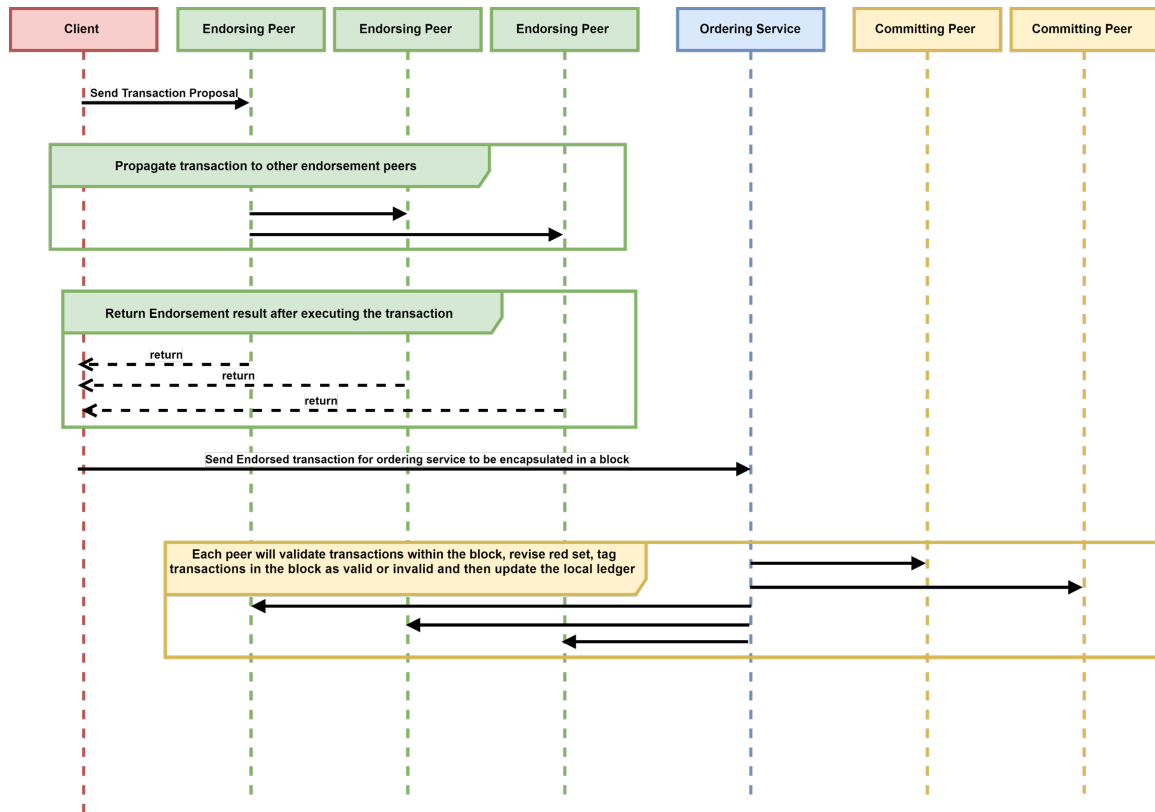 Client
Endorsing Peer
Endorsing Peer
Endorsing Peer
Ordering Service
Committing Peer
Committing Peer
Send Transaction Proposal
Propagate transaction to other endorsement peers
Return Endorsement result after executing the transaction
return
return
return
Send Endorsed transaction for ordering service to be encapsulated in a block
Each peer will validate transactions within the block, revise red set, tag
transactions in the block as valid or invalid and then update the local ledger